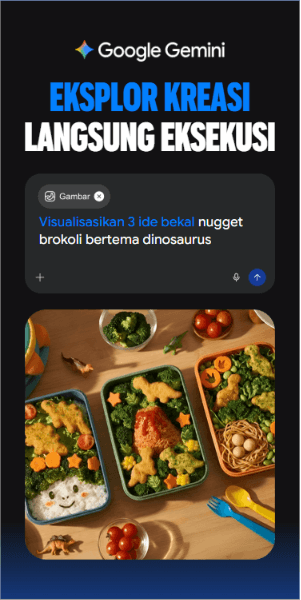 Google Gemini
EKSPLOR KREASI
LANGSUNG EKSEKUSI
Gambar
Visualisasikan 3 ide bekal nugget
brokoli bertema dinosaurus